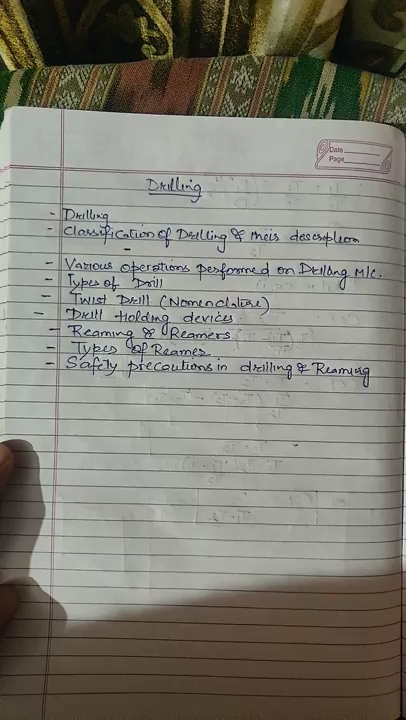 Date
Page
Drilling
- Drilling
- Classification of Drilling & their description
- Various operations performed on Drilling M/c.
- Types of Drill
- Twist Drill (Nomenclature)
- Drill Holding devices
- Reaming & Reamers
- Types of Reamer
- Safety precautions in drilling & Reaming